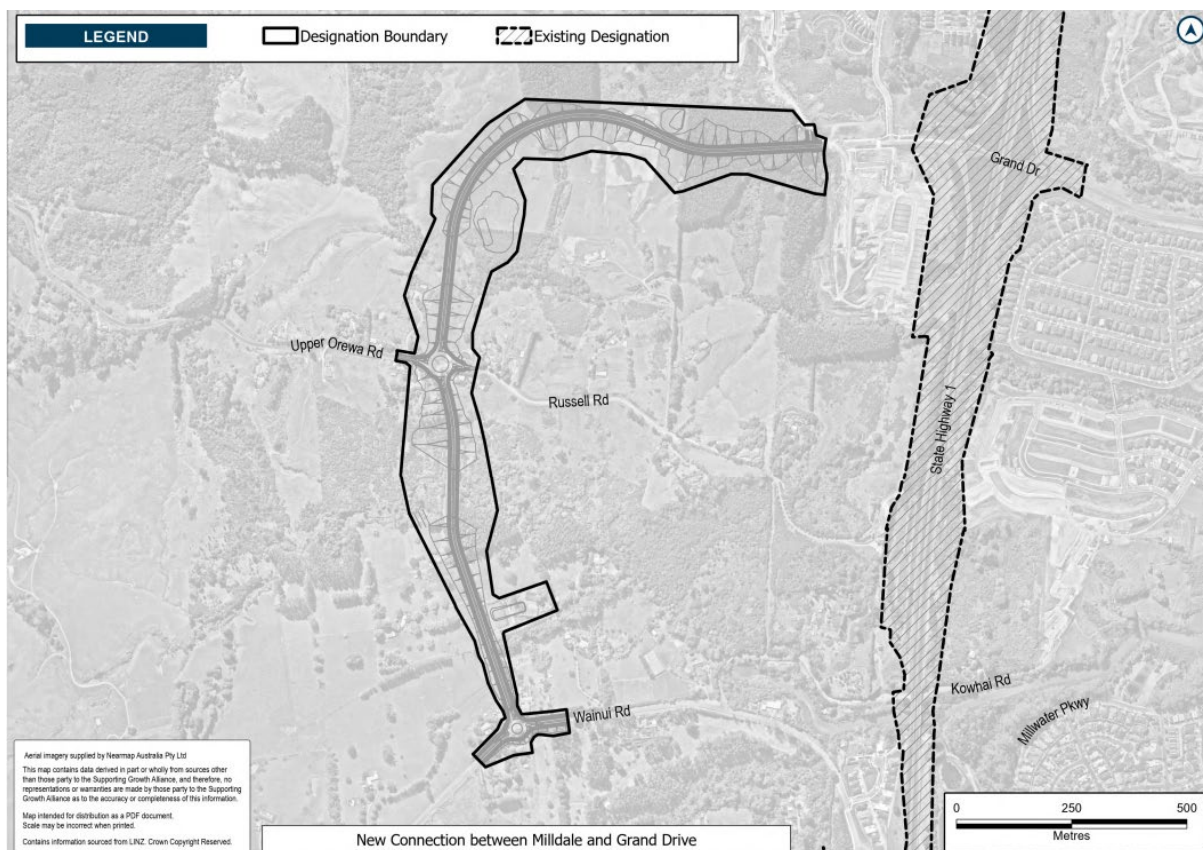 LEGEND
Designation Boundary
Existing Designation
Grand Dr
Upper Orewa Rd
Russell Rd
State Highway 1
Kowhai Rd
Wainui Rd
Millwater Pkwy
Aerial imagery supplied by Nearmap Australia Pty Ltd
This map contains data derived in part or wholly from sources other
than those party to the Supporting Growth Alliance, and therefore, no
representations or warranties are made by those party to the Supporting
Growth Alliance as to the accuracy or completeness of this information.
Map intended for distribution as a PDF document.
Scale may be incorrect when printed.
Contains information sourced from LINZ. Crown Copyright Reserved.
New Connection between Milldale and Grand Drive
0 250 500
Metres